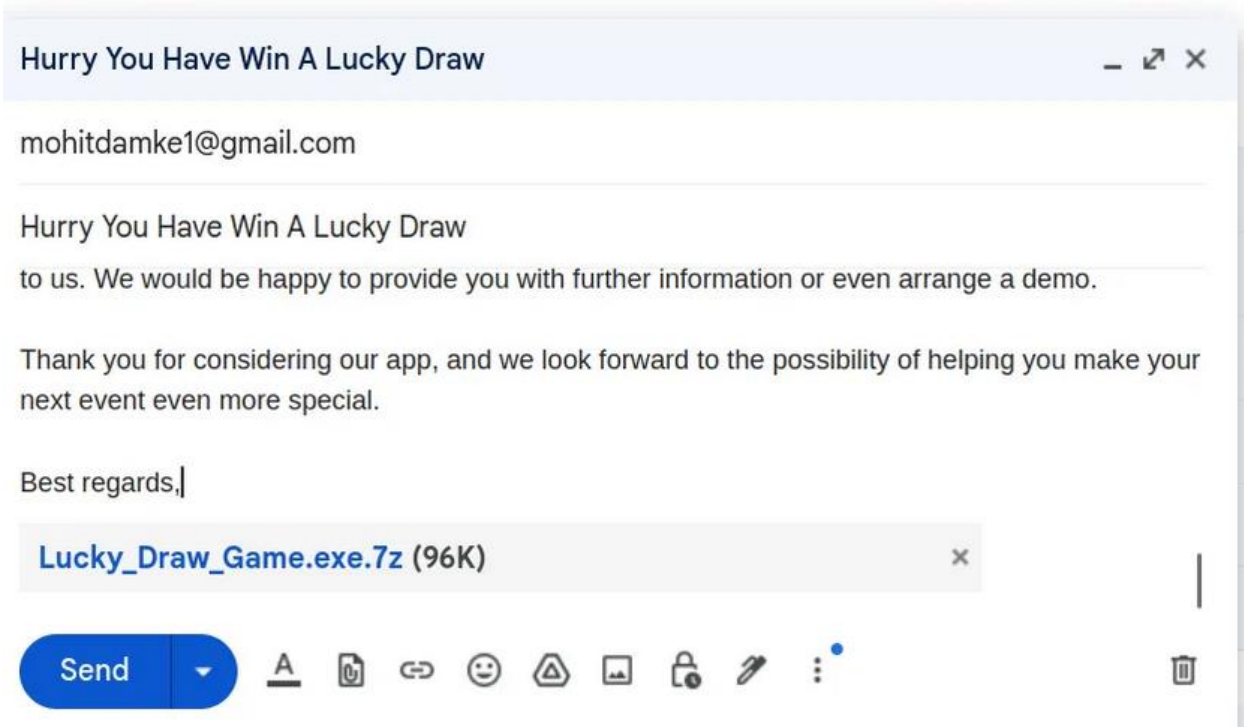 Hurry You Have Win A Lucky Draw
mohitdamke1@gmail.com
Hurry You Have Win A Lucky Draw
to us. We would be happy to provide you with further information or even arrange a demo.
Thank you for considering our app, and we look forward to the possibility of helping you make your
next event even more special.
Best regards,
Lucky_Draw_Game.exe.7z (96K)
Send